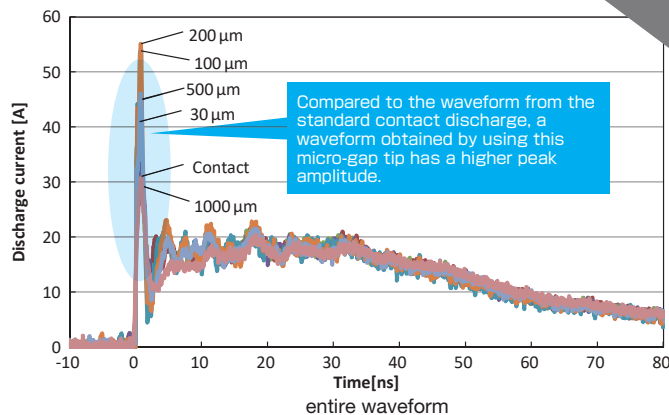 60
50
40
30
20
10
0
Discharge current [A]
200 μm
100 μm
500 μm
30 μm
Contact
1000 μm
Compared to the waveform from the
standard contact discharge, a
waveform obtained by using this
micro-gap tip has a higher peak
amplitude.
-10 0 10 20 30 40 50 60 70 80
Time[ns]
entire waveform